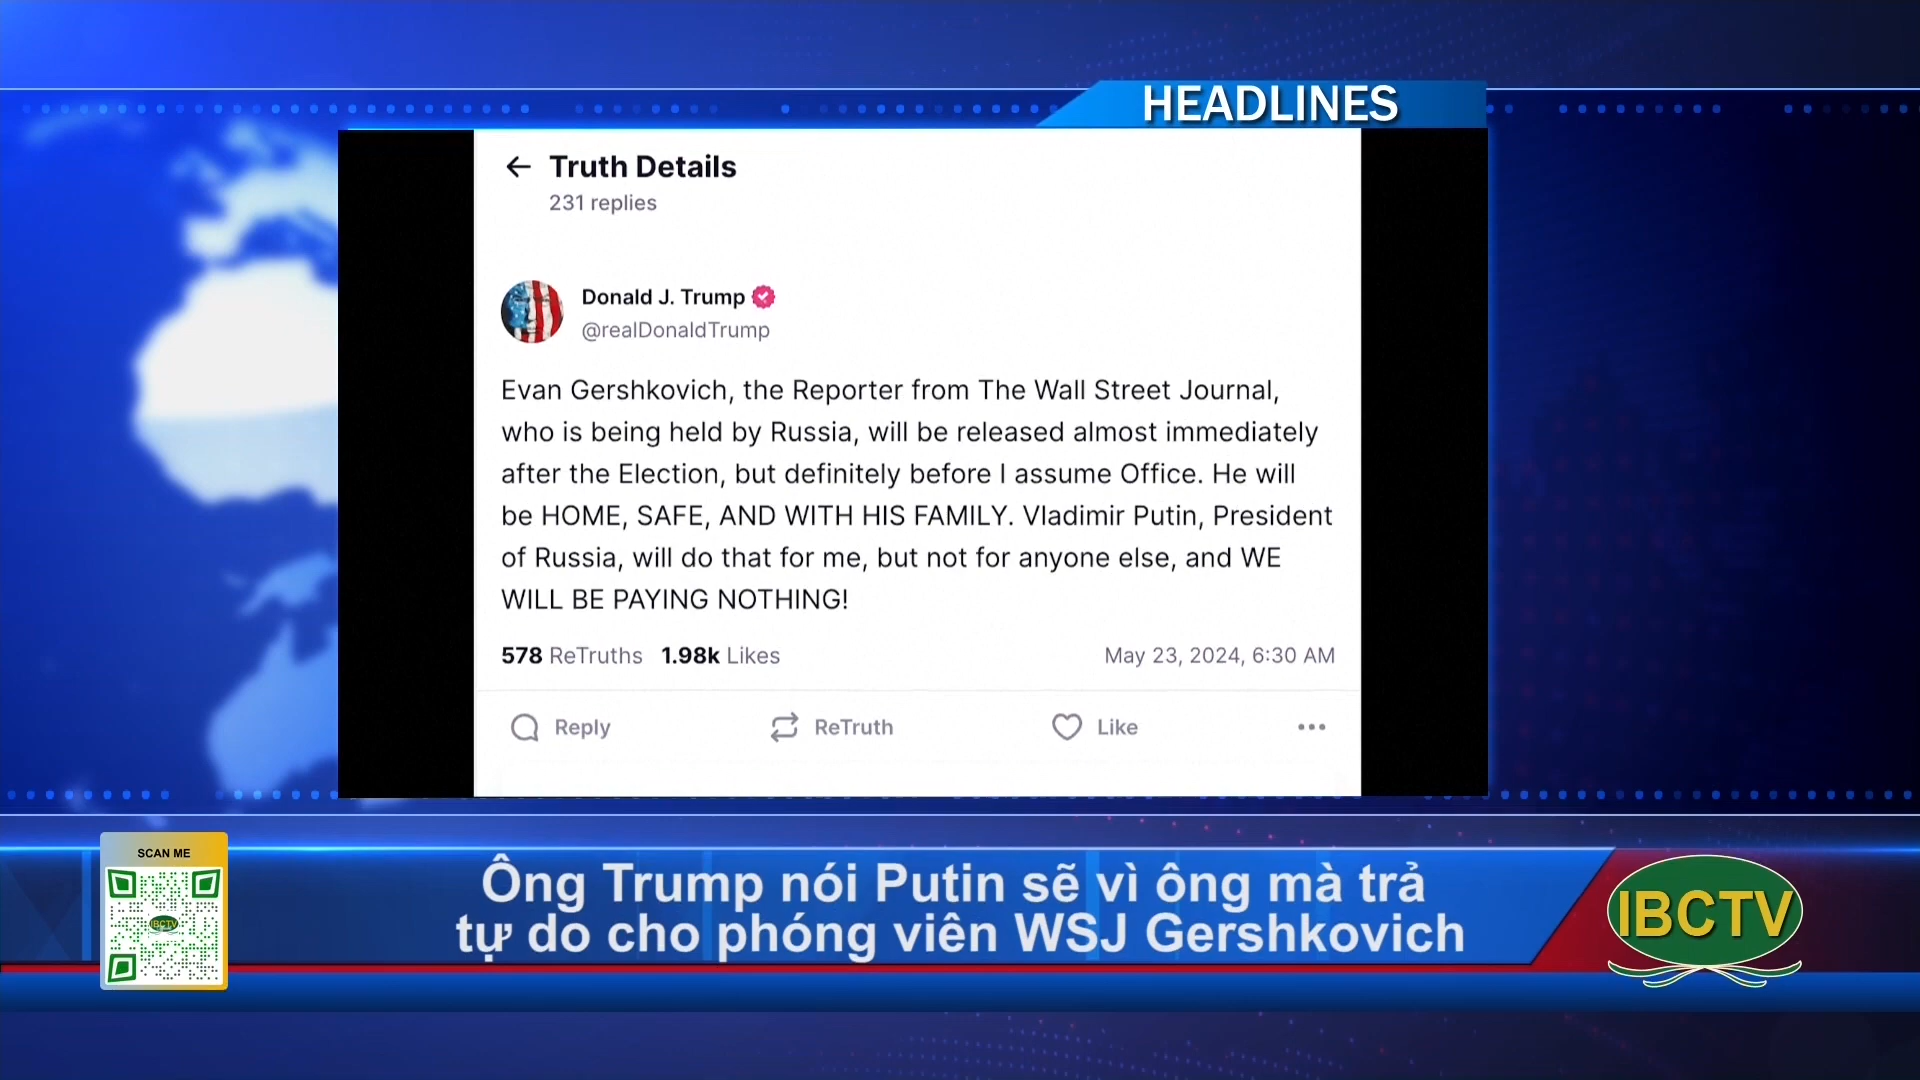 HEADLINES
Truth Details
231 replies
Donald J. Trump
@realDonaldTrump
Evan Gershkovich, the Reporter from The Wall Street Journal,
who is being held by Russia, will be released almost immediately
after the Election, but definitely before I assume Office. He will
be HOME, SAFE, AND WITH HIS FAMILY. Vladimir Putin, President
of Russia, will do that for me, but not for anyone else, and WE
WILL BE PAYING NOTHING!
578 ReTruths 1.98k Likes May 23, 2024, 6:30 AM
Reply ReTruth Like
SCAN ME
IBCTV
Ông Trump nói Putin sẽ vì ông mà trả
tự do cho phóng viên WSJ Gershkovich
IBCTV